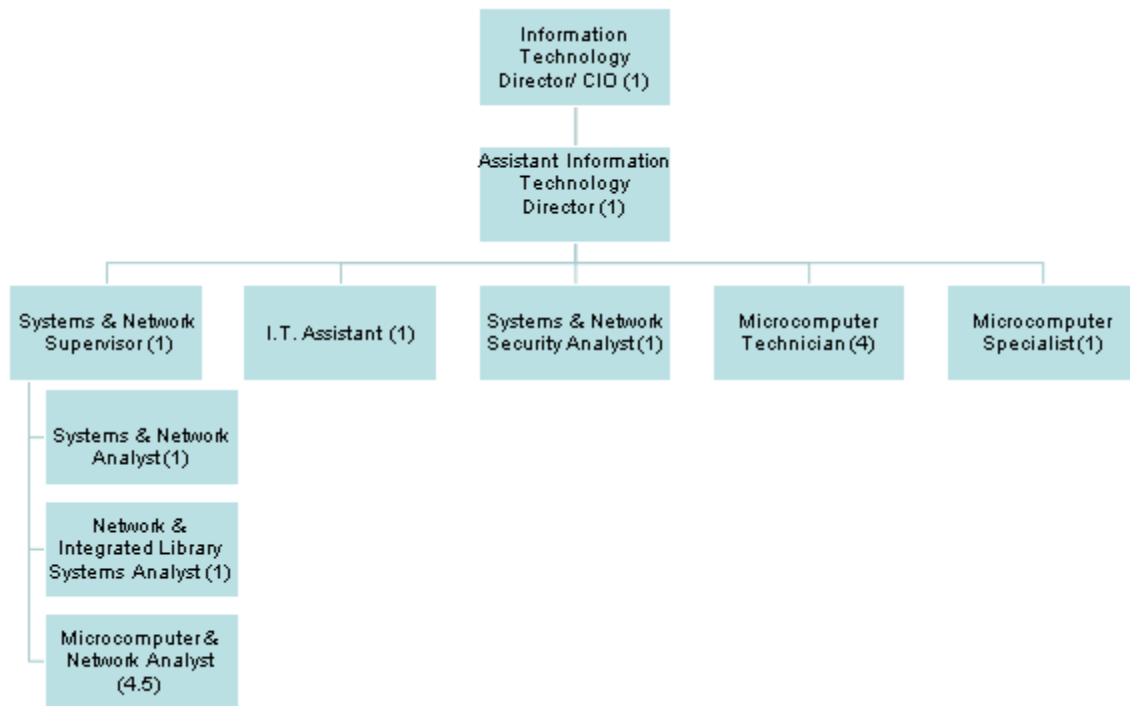 Information
Technology
Director/ CIO (1)
Assistant Information
Technology
Director (1)
Systems & Network
Supervisor (1)
I.T. Assistant (1)
Systems & Network
Security Analyst (1)
Microcomputer
Technician (4)
Microcomputer
Specialist (1)
Systems & Network
Analyst (1)
Network &
Integrated Library
Systems Analyst (1)
Microcomputer &
Network Analyst
(4.5)